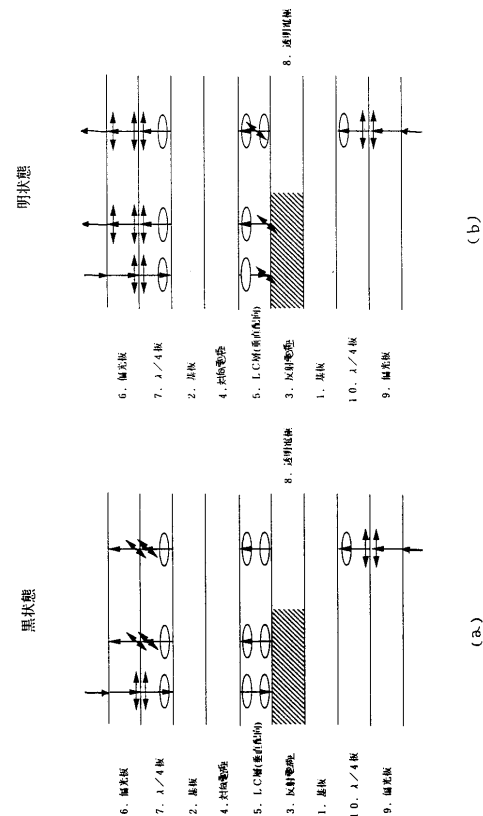 黒状態
6. 偏光板
7. λ/4板
2. 基板
4. 対向電極
5. LC層(垂直配向)
3. 反射電極
1. 基板
10. λ/4板
9. 偏光板
8. 透明電極
(a)
明状態
6. 偏光板
7. λ/4板
2. 基板
4. 対向電極
5. LC層(垂直配向)
3. 反射電極
1. 基板
10. λ/4板
9. 偏光板
8. 透明電極
(b)